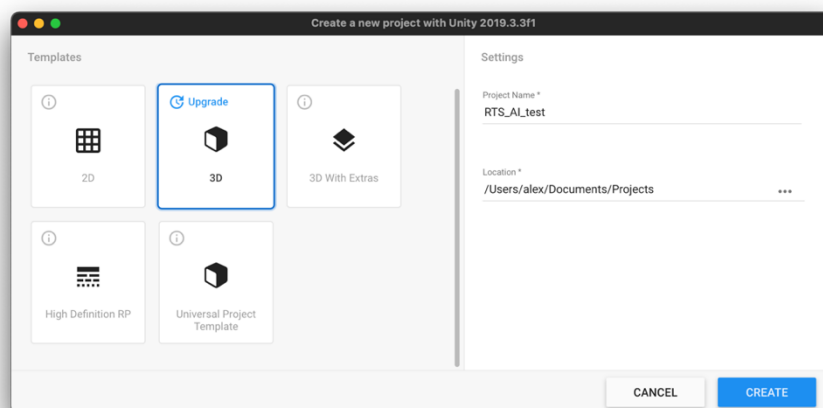 Create a new project with Unity 2019.3.3f1
Templates
Upgrade
2D
3D
3D With Extras
High Definition RP
Universal Project
Template
Settings
Project Name *
RTS_AI_test
Location *
/Users/alex/Documents/Projects
CANCEL
CREATE